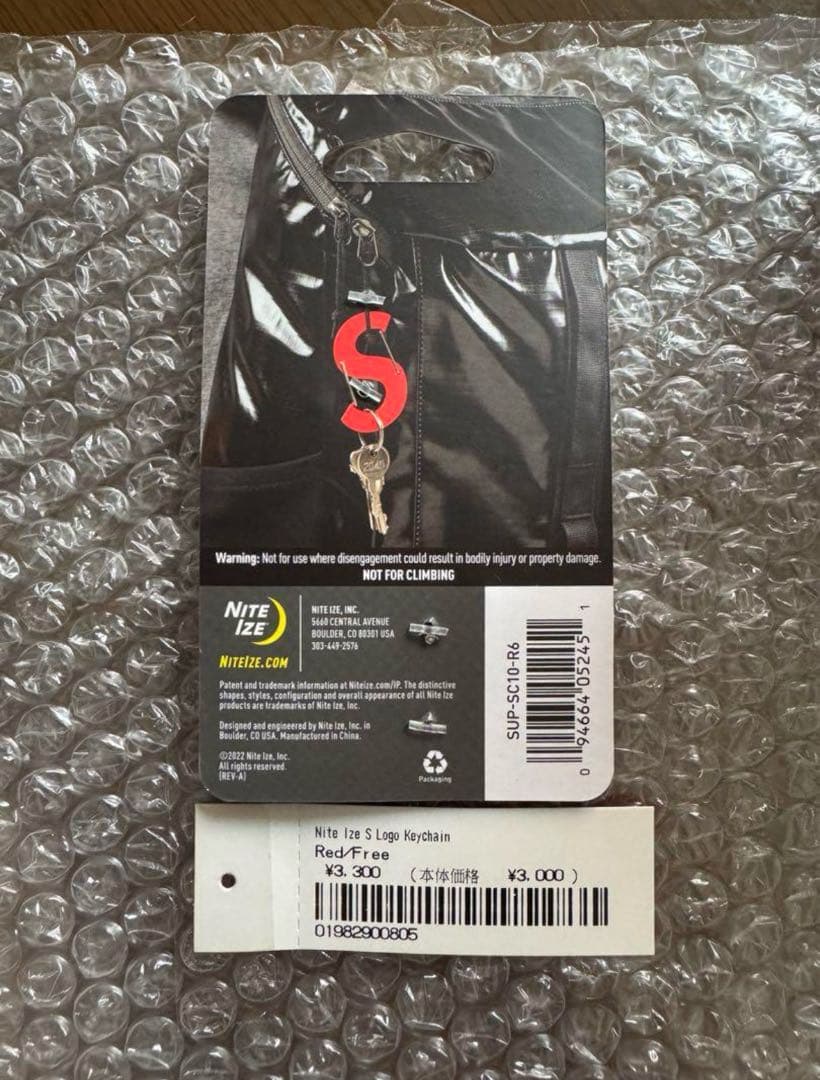 S
2045
Warning: Not for use where disengagement could result in bodily injury or property damage.
NOT FOR CLIMBING
NITE
IZE
NITEIZE.COM
NITE IZE, INC.
5660 CENTRAL AVENUE
BOULDER, CO 80301 USA
303-449-2576
Patent and trademark information at Niteize.com/IP. The distinctive
shapes, styles, configuration and overall appearance of all Nite Ize
products are trademarks of Nite Ize, Inc.
Designed and engineered by Nite Ize, Inc. in
Boulder, CO USA. Manufactured in China.
©2022 Nite Ize, Inc.
All rights reserved.
(REV-A)
Packaging
SUP-SC10-R6
0 94664 05245 1
Nite Ize S Logo Keychain
Red/Free
¥3,300 (本体価格 ¥3,000 )
01982900805